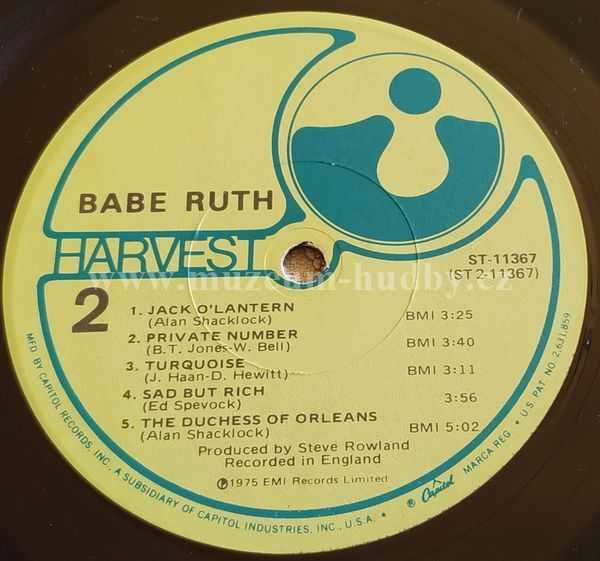 BABE RUTH
HARVEST
ST-11367
(ST 2-11367)
www.muzeum-hudby.cz
2
1. JACK O'LANTERN BMI 3:25
(Alan Shacklock)
2. PRIVATE NUMBER BMI 3:40
(B.T. Jones-W. Bell)
3. TURQUOISE BMI 3:11
(J. Haan-D. Hewitt)
4. SAD BUT RICH 3:56
(Ed Spevock)
5. THE DUCHESS OF ORLEANS BMI 5:02
(Alan Shacklock)
Produced by Steve Rowland
Recorded in England
Ⓟ1975 EMI Records Limited
MFD. BY CAPITOL RECORDS, INC., A SUBSIDIARY OF CAPITOL INDUSTRIES, INC., U.S.A. • ® Capitol MARCA REG. • U.S. PAT. NO. 2,631,859